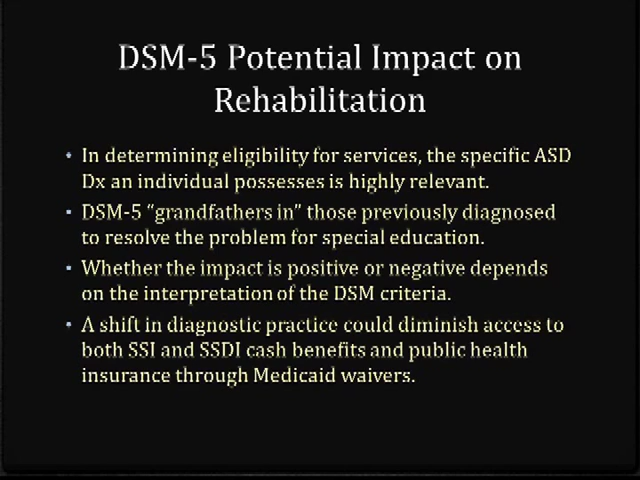 DSM-5 Potential Impact on
Rehabilitation
• In determining eligibility for services, the specific ASD
Dx an individual possesses is highly relevant.
• DSM-5 “grandfathers in” those previously diagnosed
to resolve the problem for special education.
• Whether the impact is positive or negative depends
on the interpretation of the DSM criteria.
• A shift in diagnostic practice could diminish access to
both SSI and SSDI cash benefits and public health
insurance through Medicaid waivers.